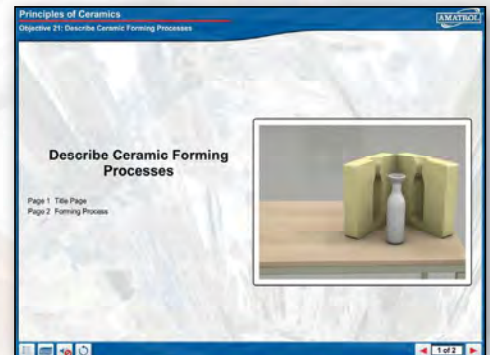 Principles of Ceramics
AMATROL
Objective 21: Describe Ceramic Forming Processes
Describe Ceramic Forming
Processes
Page 1 Title Page
Page 2 Forming Process
1 of 2